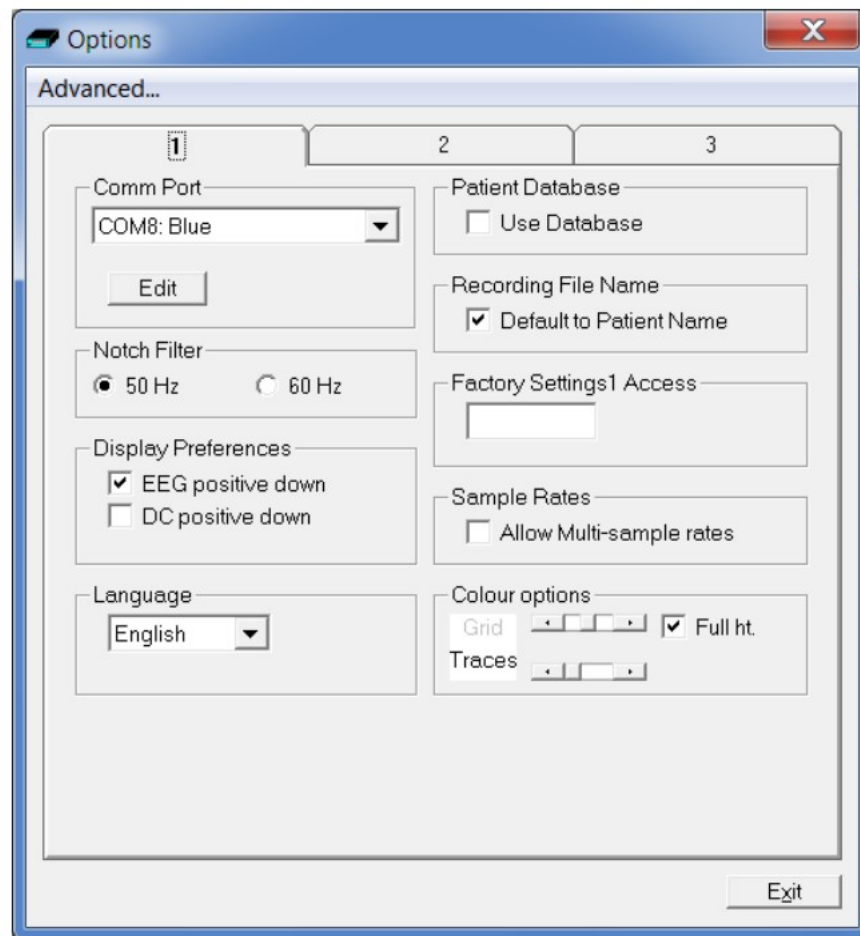 Options
Advanced...
1 2 3
Comm Port
COM8: Blue
Edit
Notch Filter
50 Hz 60 Hz
Display Preferences
EEG positive down
DC positive down
Language
English
Patient Database
Use Database
Recording File Name
Default to Patient Name
Factory Settings1 Access
Sample Rates
Allow Multi-sample rates
Colour options
Grid Full ht.
Traces
Exit